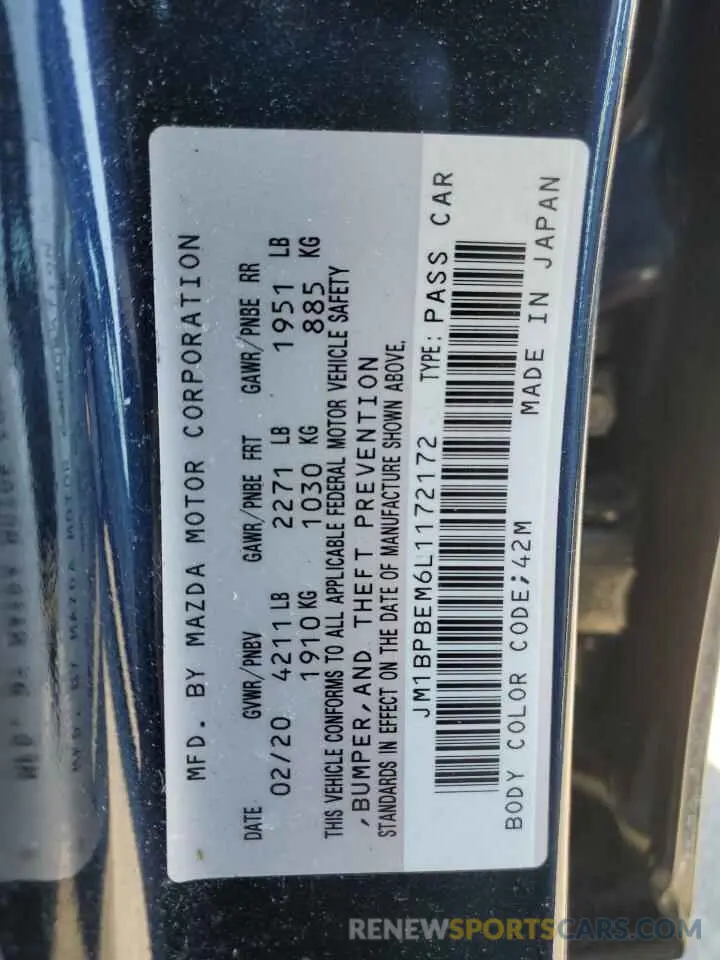 MFD. BY MAZDA MOTOR CORPORATION
DATE GVWR/PNBV GAWR/PNBE FRT GAWR/PNBE RR
02/20 4211 LB 2271 LB 1951 LB
1910 KG 1030 KG 885 KG
THIS VEHICLE CONFORMS TO ALL APPLICABLE FEDERAL MOTOR VEHICLE SAFETY
,BUMPER,AND THEFT PREVENTION
STANDARDS IN EFFECT ON THE DATE OF MANUFACTURE SHOWN ABOVE.
JM1BPBEM6L1172172 TYPE: PASS CAR
BODY COLOR CODE;42M MADE IN JAPAN
RENEWSPORTSCARS.COM